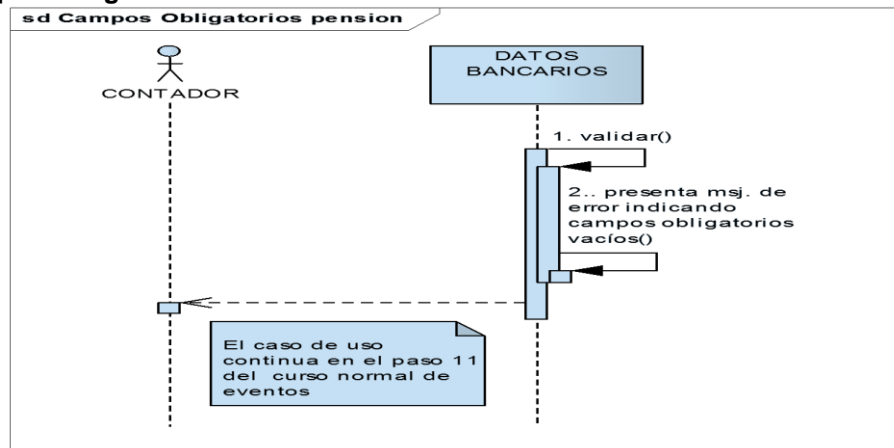 sd Campos Obligatorios pension
CONTADOR
DATOS
BANCARIOS
1. validar()
2.. presenta msj. de
error indicando
campos obligatorios
vacíos()
El caso de uso
continua en el paso 11
del curso normal de
eventos